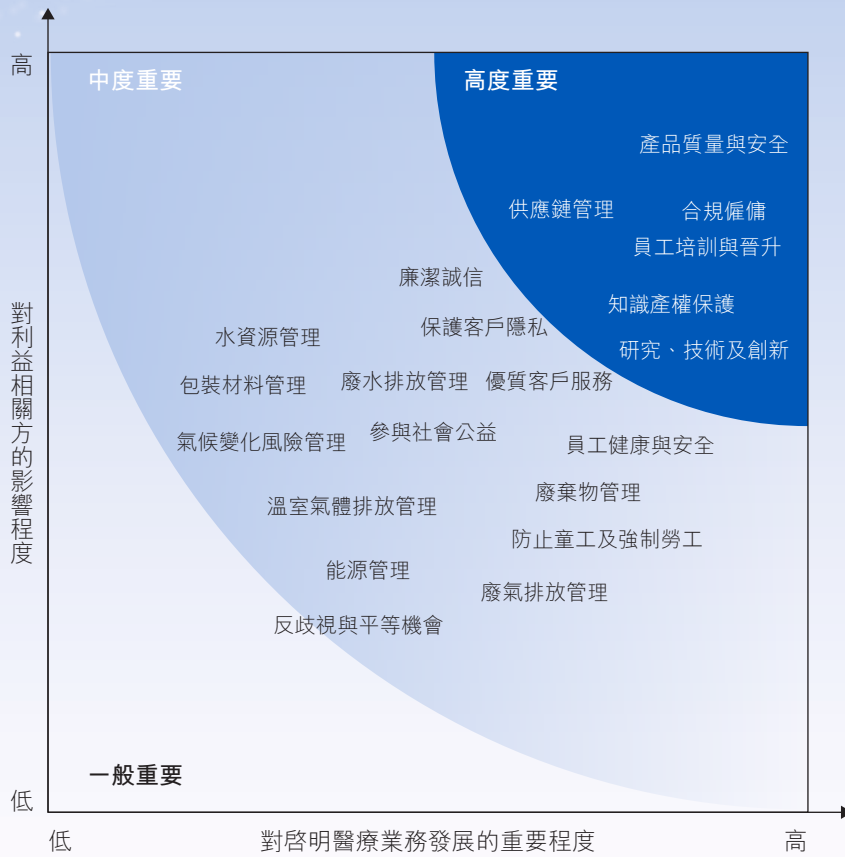 高
中度重要
高度重要
產品質量與安全
供應鏈管理
合規僱傭
員工培訓與晉升
廉潔誠信
知識產權保護
保護客戶隱私
水資源管理
研究、技術及創新
包裝材料管理
廢水排放管理
優質客戶服務
參與社會公益
氣候變化風險管理
員工健康與安全
廢棄物管理
溫室氣體排放管理
防止童工及強制勞工
能源管理
廢氣排放管理
反歧視與平等機會
對利益相關方的影響程度
一般重要
低
低
對啓明醫療業務發展的重要程度
高